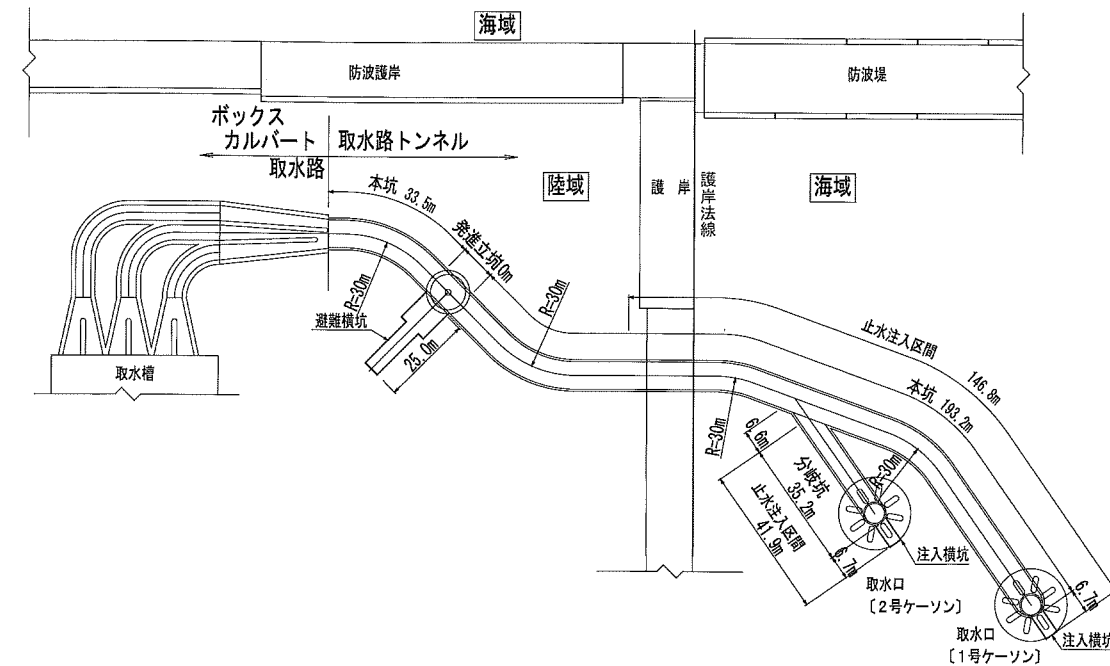 海域
防波護岸
防波堤
ボックス
カルバート
取水路
取水路トンネル
本坑 33.5m
陸域
護岸
護岸法線
海域
発進立坑
0m
R=30m
R=30m
避難横坑
25.0m
取水槽
止水注入区間
146.8m
本坑 193.2m
R=30m
6.6m
分岐坑
35.2m
R=30m
止水注入区間
41.9m
6.7m
注入横坑
取水口
〔2号ケーソン〕
6.7m
注入横坑
取水口
〔1号ケーソン〕